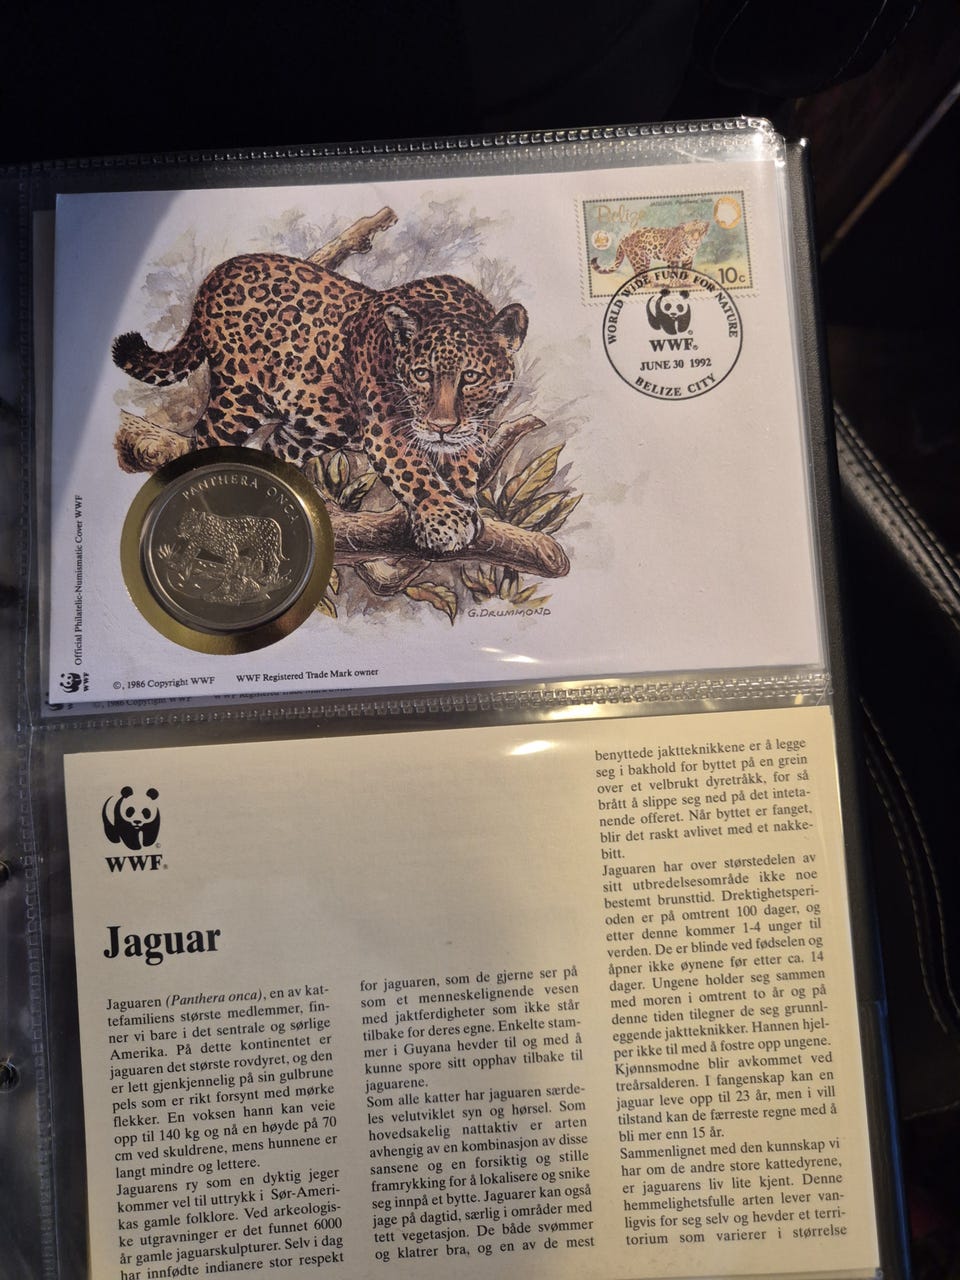 Belize
JAGUAR Panthera onca
10c
WORLD WIDE FUND FOR NATURE
WWF®
JUNE 30 1992
BELIZE CITY
PANTHERA ONCA
G. DRUMMOND
Official Philatelic-Numismatic Cover WWF
WWF
©, 1986 Copyright WWF WWF Registered Trade Mark owner
©, 1986 Copyright WWF WWF Registered Trade Mark owner
©
WWF®
Jaguar
Jaguaren (Panthera onca), en av kat-
tefamiliens største medlemmer, fin-
ner vi bare i det sentrale og sørlige
Amerika. På dette kontinentet er
jaguaren det største rovdyret, og den
er lett gjenkjennelig på sin gulbrune
pels som er rikt forsynt med mørke
flekker. En voksen hann kan veie
opp til 140 kg og nå en høyde på 70
cm ved skuldrene, mens hunnene er
langt mindre og lettere.
Jaguarens ry som en dyktig jeger
kommer vel til uttrykk i Sør-Ameri-
kas gamle folklore. Ved arkeologis-
ke utgravninger er det funnet 6000
år gamle jaguarskulpturer. Selv i dag
har innfødte indianere stor respekt
for jaguaren, som de gjerne ser på
som et menneskelignende vesen
med jaktferdigheter som ikke står
tilbake for deres egne. Enkelte stam-
mer i Guyana hevder til og med å
kunne spore sitt opphav tilbake til
jaguarene.
Som alle katter har jaguaren særde-
les velutviklet syn og hørsel. Som
hovedsakelig nattaktiv er arten
avhengig av en kombinasjon av disse
sansene og en forsiktig og stille
framrykking for å lokalisere og snike
seg innpå et bytte. Jaguarer kan også
jage på dagtid, særlig i områder med
tett vegetasjon. De både svømmer
og klatrer bra, og en av de mest
benyttede jaktteknikkene er å legge
seg i bakhold for byttet på en grein
over et velbrukt dyretråkk, for så
brått å slippe seg ned på det inteta-
nende offeret. Når byttet er fanget,
blir det raskt avlivet med et nakke-
bitt.
Jaguaren har over størstedelen av
sitt utbredelsesområde ikke noe
bestemt brunsttid. Drektighetsperi-
oden er på omtrent 100 dager, og
etter denne kommer 1-4 unger til
verden. De er blinde ved fødselen og
åpner ikke øynene før etter ca. 14
dager. Ungene holder seg sammen
med moren i omtrent to år og på
denne tiden tilegner de seg grunnl-
eggende jaktteknikker. Hannen hjel-
per ikke til med å fostre opp ungene.
Kjønnsmodne blir avkommet ved
treårsalderen. I fangenskap kan en
jaguar leve opp til 23 år, men i vill
tilstand kan de færreste regne med å
bli mer enn 15 år.
Sammenlignet med den kunnskap vi
har om de andre store kattedyrene,
er jaguarens liv lite kjent. Denne
hemmelighetsfulle arten lever van-
ligvis for seg selv og hevder et terri-
torium som varierer i størrelse